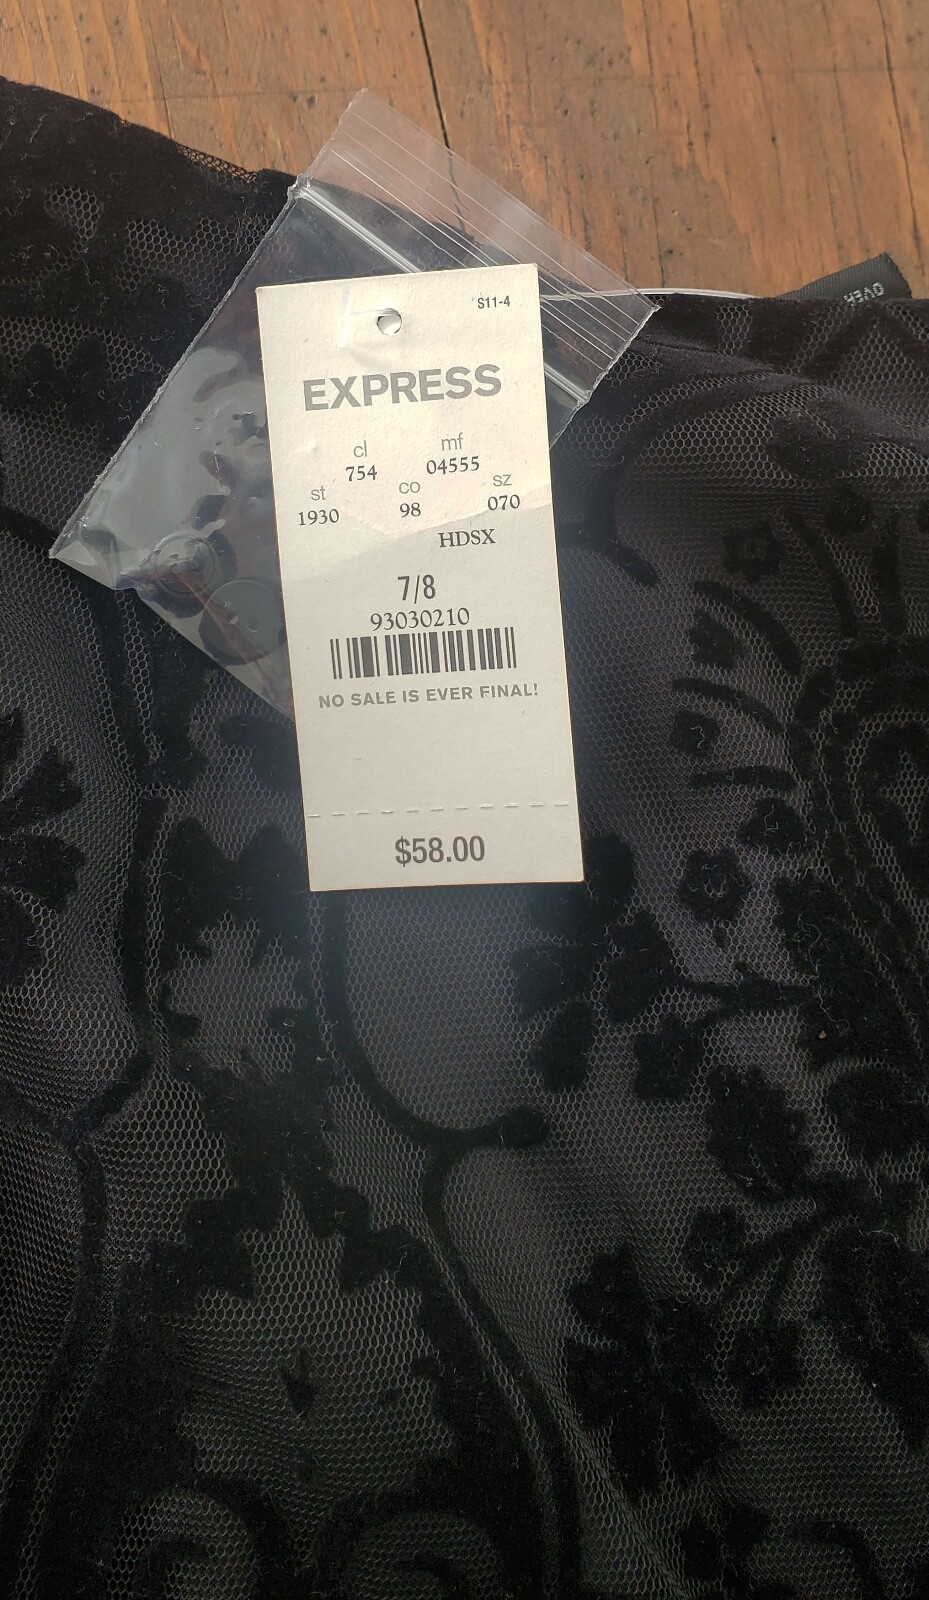 S11-4
EXPRESS
cl mf
754 04555
st co sz
1930 98 070
HDSX
7/8
93030210
NO SALE IS EVER FINAL!
$58.00
OVER